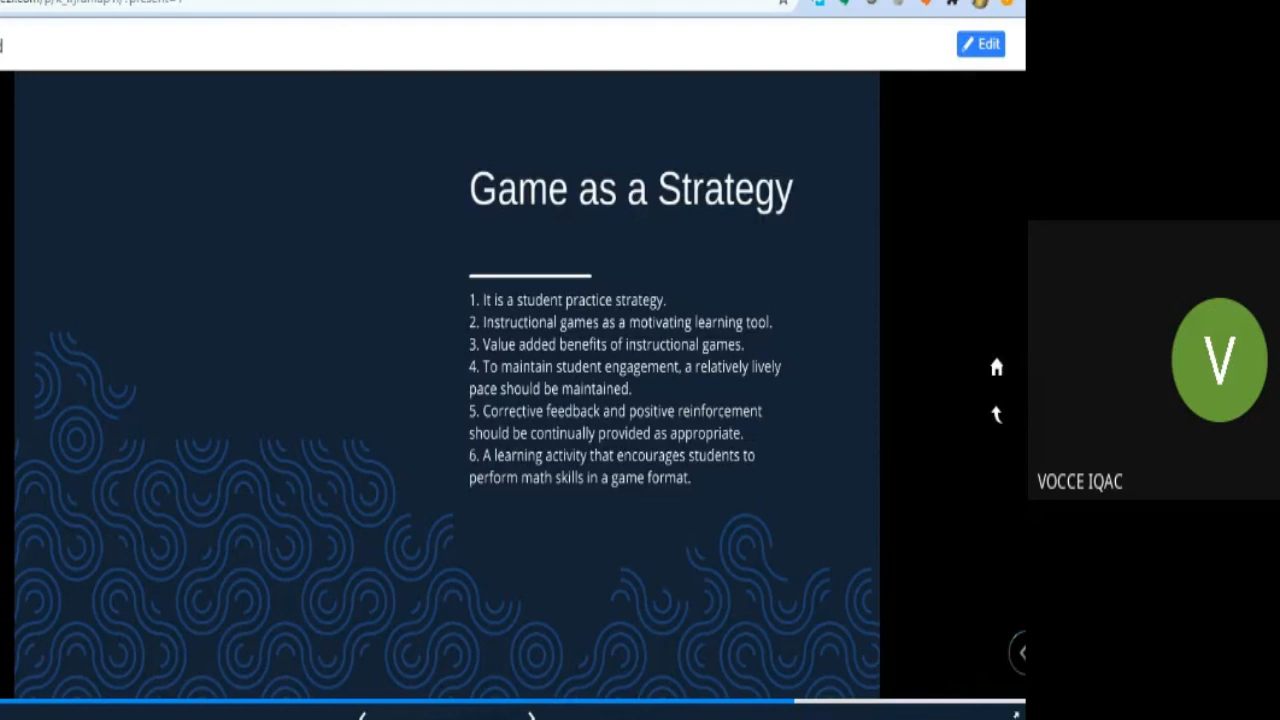 Edit
Game as a Strategy
1. It is a student practice strategy.
2. Instructional games as a motivating learning tool.
3. Value added benefits of instructional games.
4. To maintain student engagement, a relatively lively
pace should be maintained.
5. Corrective feedback and positive reinforcement
should be continually provided as appropriate.
6. A learning activity that encourages students to
perform math skills in a game format.
V
VOCCE IQAC